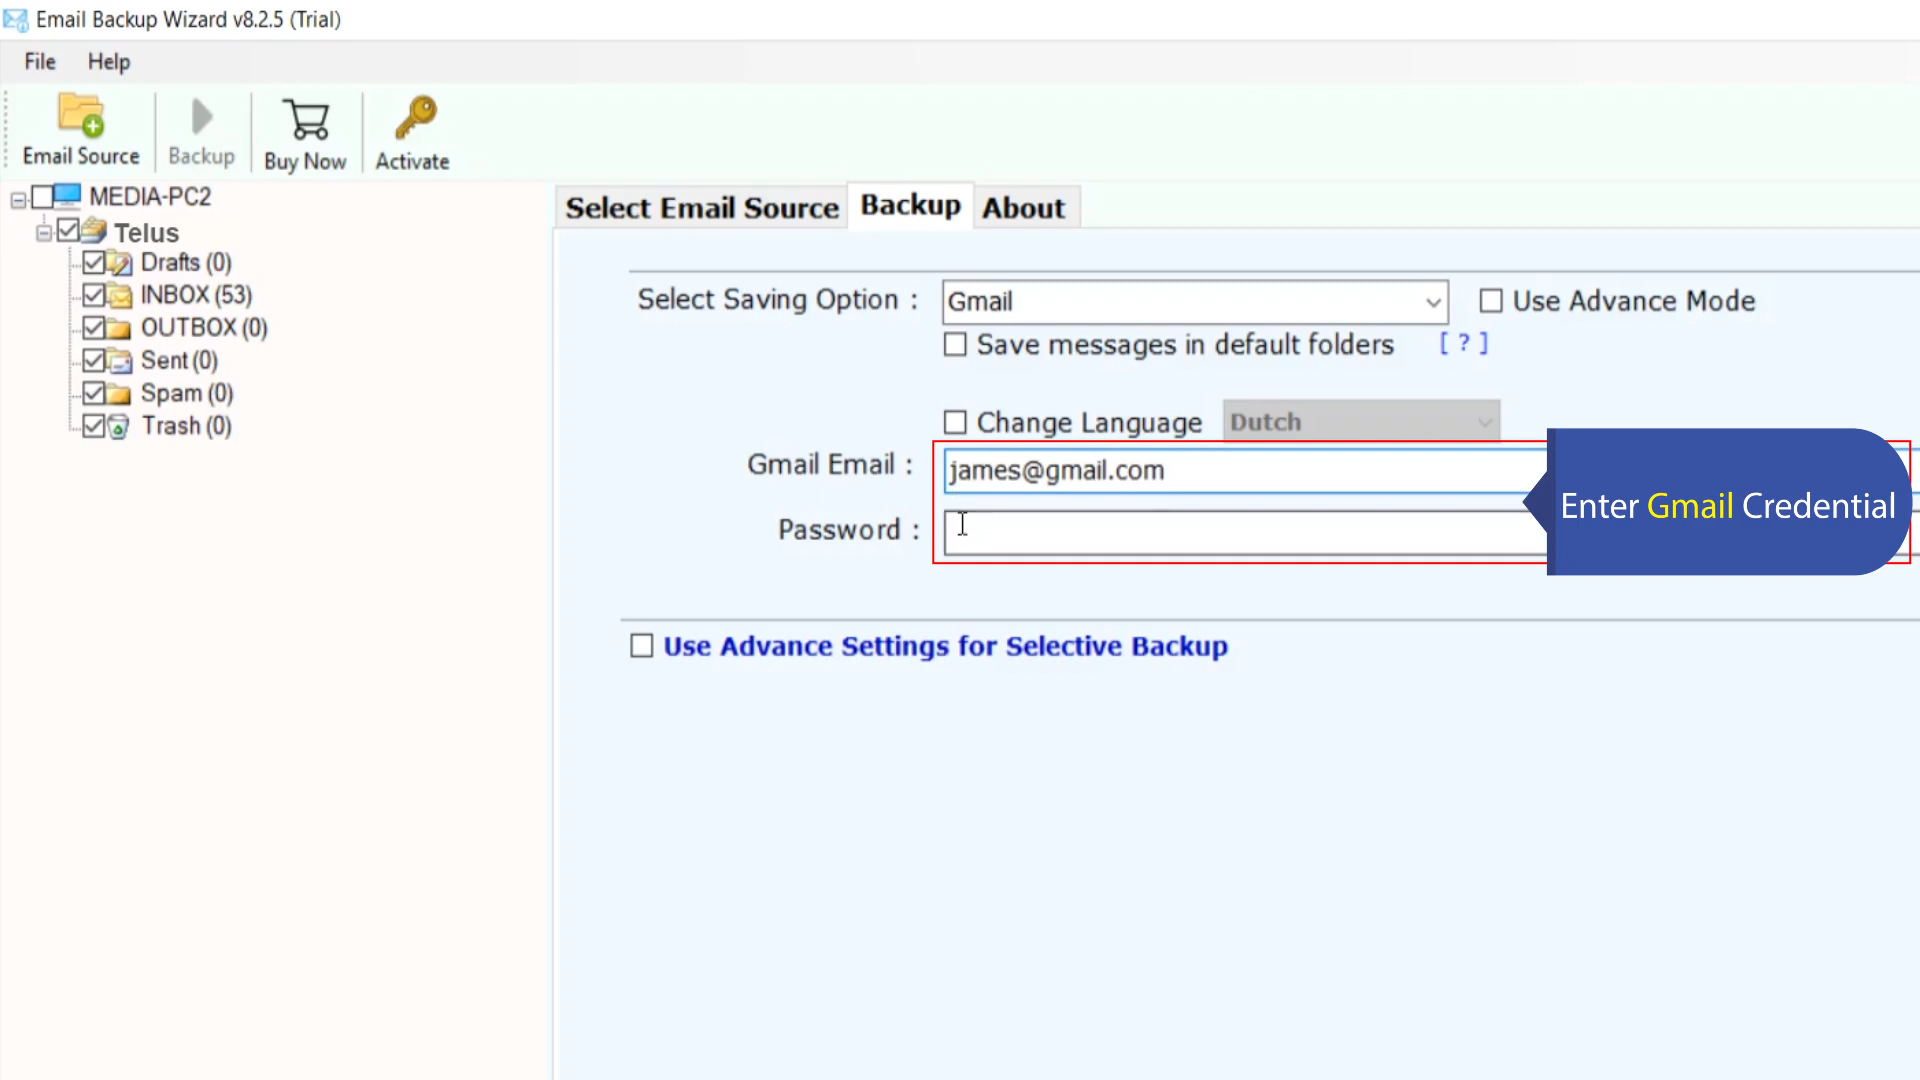 Email Backup Wizard v8.2.5 (Trial)
File Help
Email Source Backup Buy Now Activate
MEDIA-PC2
Telus
Drafts (0)
INBOX (53)
OUTBOX (0)
Sent (0)
Spam (0)
Trash (0)
Select Email Source Backup About
Select Saving Option : Gmail Use Advance Mode
Save messages in default folders [ ? ]
Change Language Dutch
Gmail Email : james@gmail.com
Enter Gmail Credential
Password :
Use Advance Settings for Selective Backup